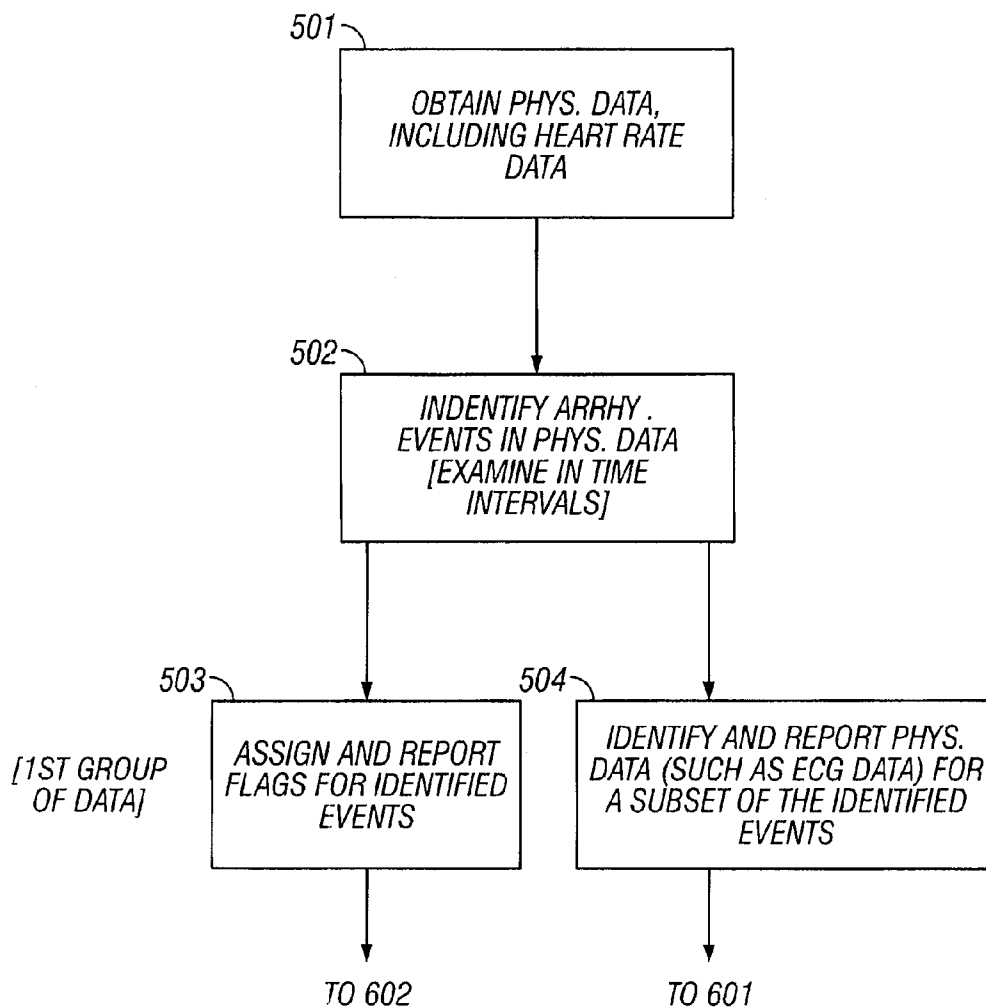 501
OBTAIN PHYS. DATA,
INCLUDING HEART RATE
DATA
502
INDENTIFY ARRHY .
EVENTS IN PHYS. DATA
[EXAMINE IN TIME
INTERVALS]
503
[1ST GROUP
OF DATA]
ASSIGN AND REPORT
FLAGS FOR IDENTIFIED
EVENTS
504
IDENTIFY AND REPORT PHYS.
DATA (SUCH AS ECG DATA) FOR
A SUBSET OF THE IDENTIFIED
EVENTS
TO 602
TO 601